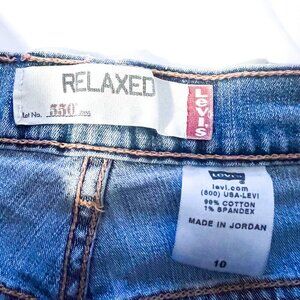 RELAXED
Lot No. 550
Levi's
LEVI'S
levi.com
(800) USA-LEVI
99% COTTON
1% SPANDEX
MADE IN JORDAN
10